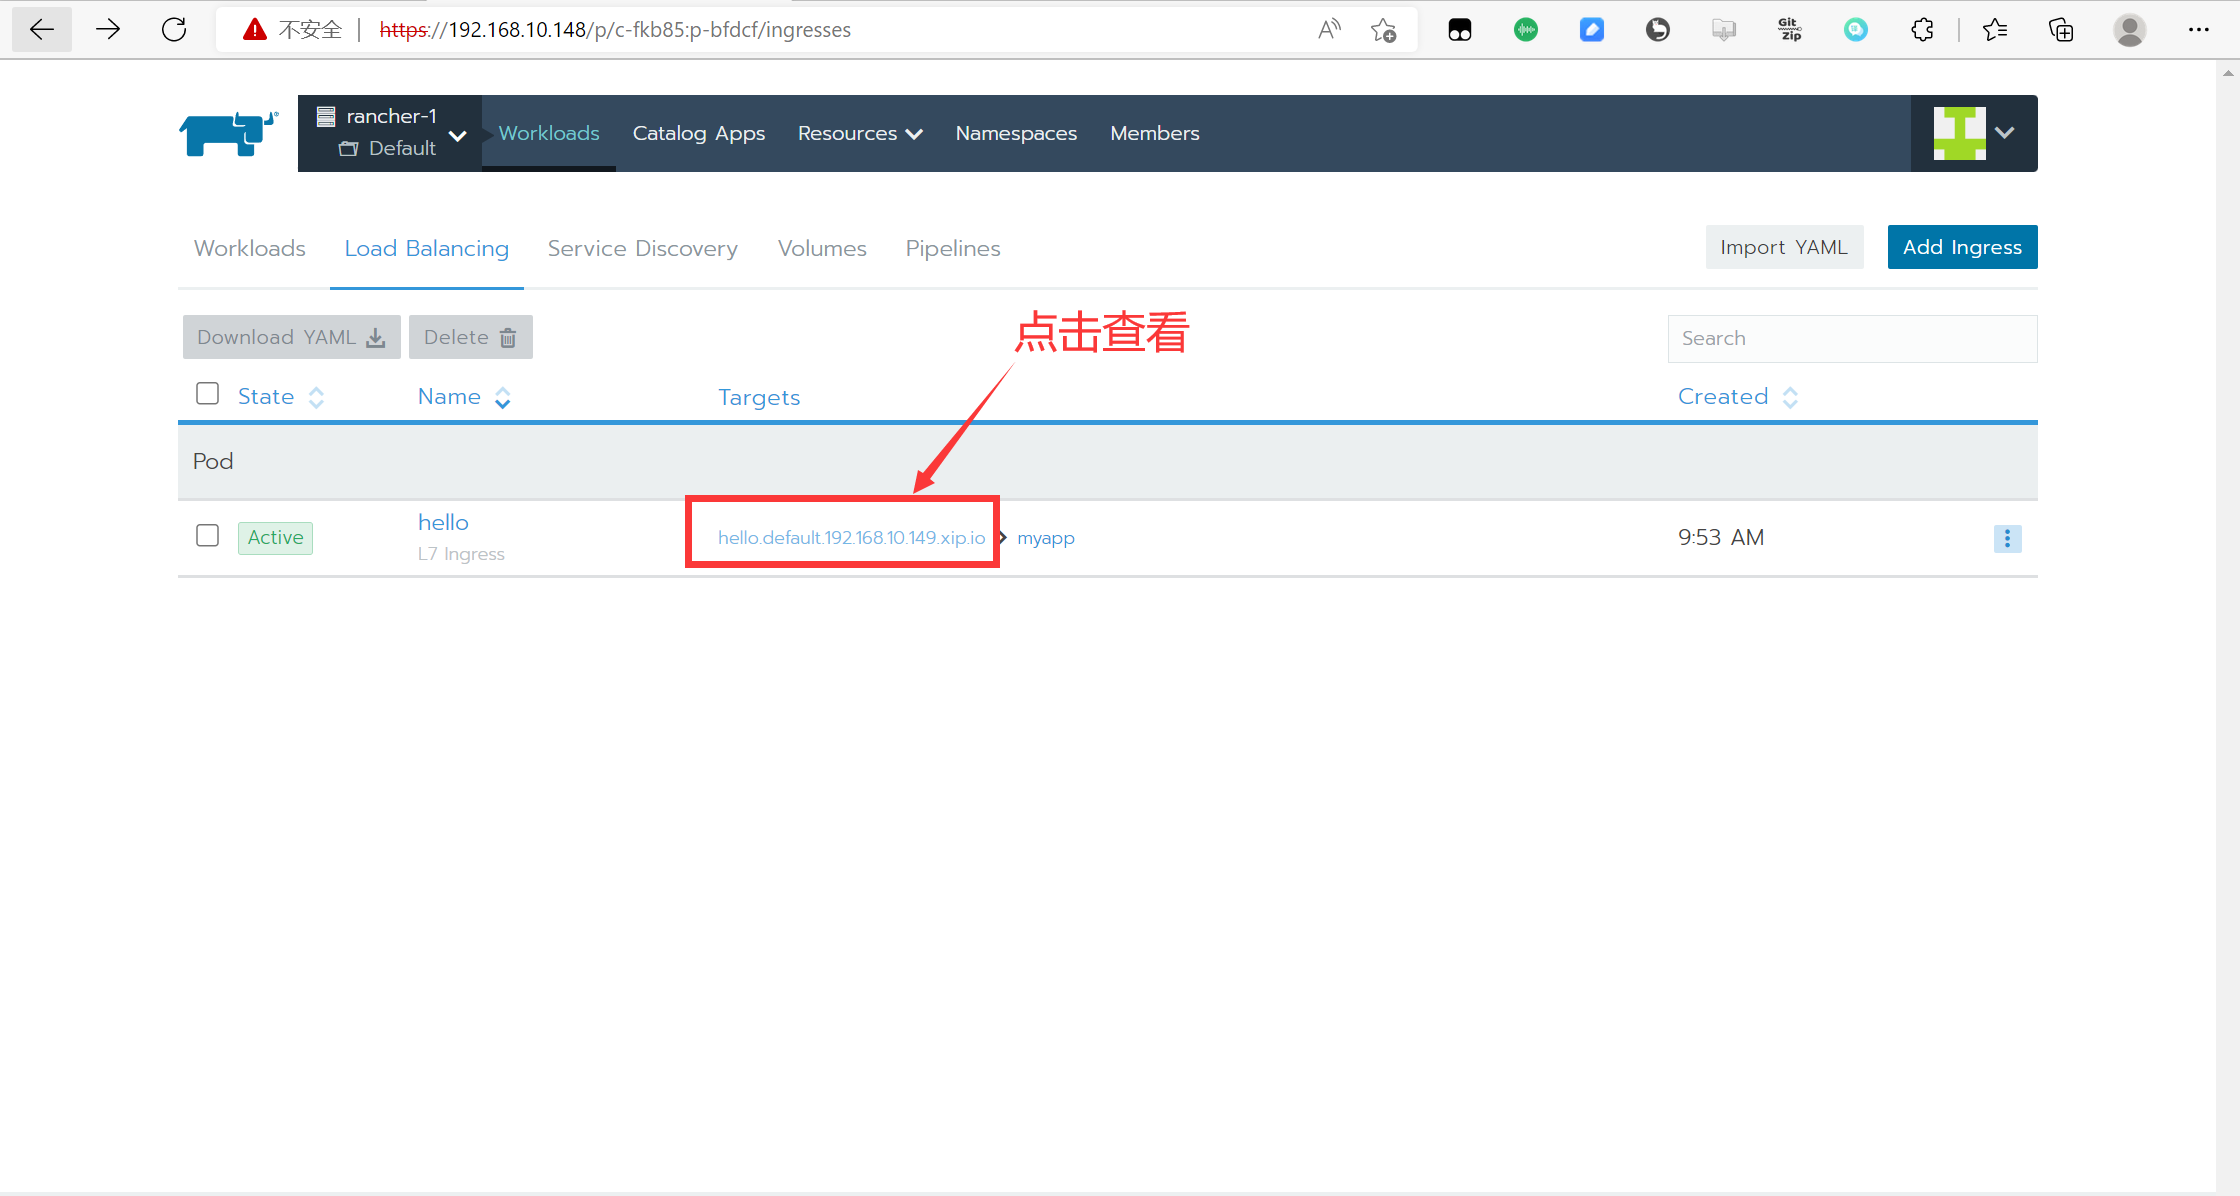 不安全 | https://192.168.10.148/p/c-fkb85:p-bfdcf/ingresses
Git
zip
rancher-1
Default
Workloads Catalog Apps Resources Namespaces Members
Workloads Load Balancing Service Discovery Volumes Pipelines Import YAML Add Ingress
点击查看
Download YAML Delete Search
State Name Targets Created
Pod
Active hello hello.default.192.168.10.149.xip.io > myapp 9:53 AM
L7 Ingress